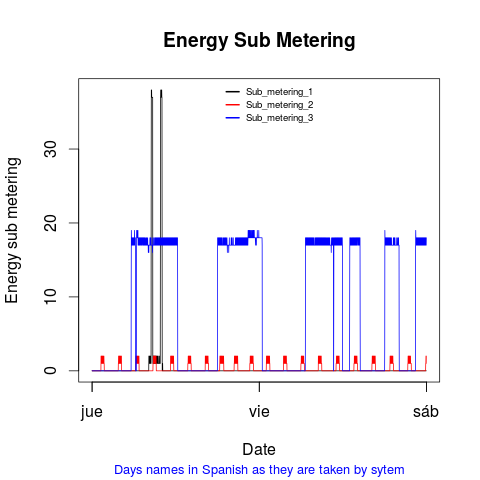 Energy Sub Metering
Sub_metering_1
Sub_metering_2
Sub_metering_3
Energy sub metering
30
20
10
0
jue vie sáb
Date
Days names in Spanish as they are taken by sytem